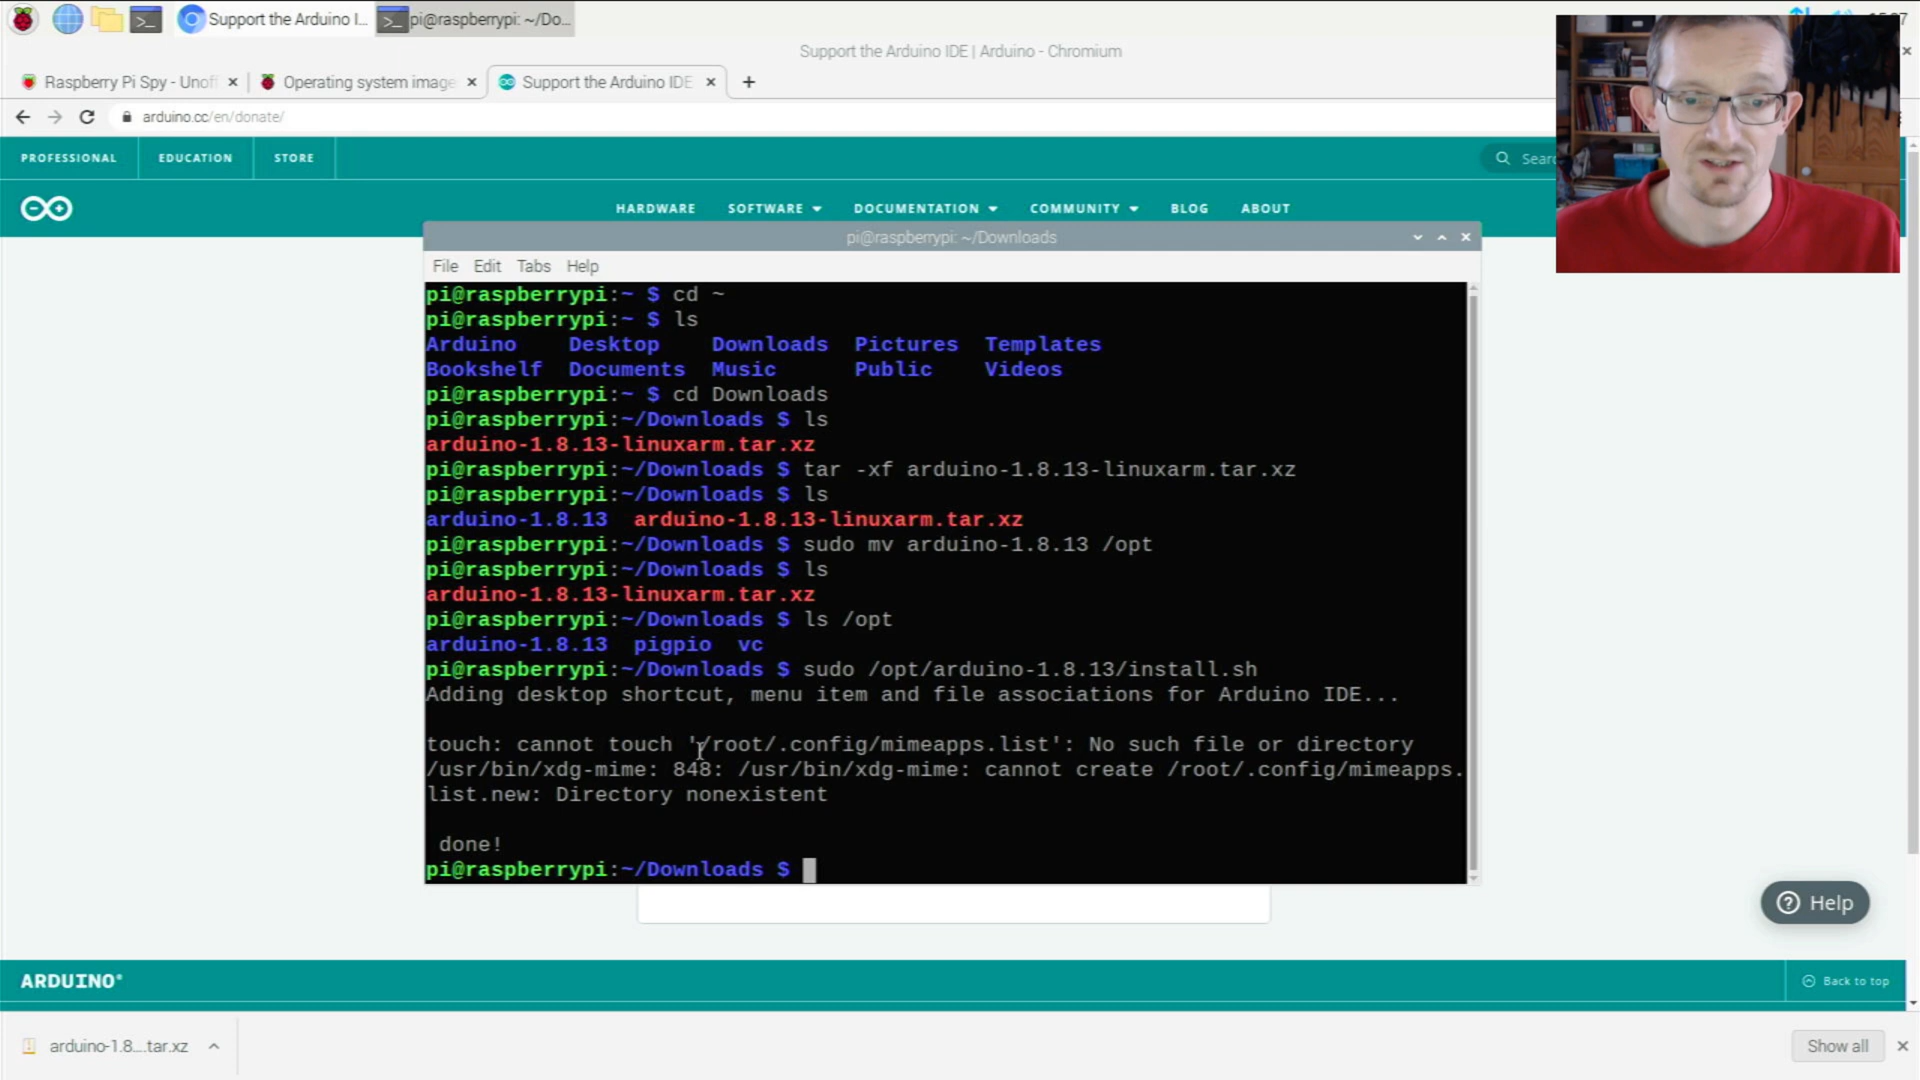 Support the Arduino I...
pi@raspberrypi: ~/Do...
Support the Arduino IDE | Arduino - Chromium
Raspberry Pi Spy - Unof
Operating system image
Support the Arduino IDE
arduino.cc/en/donate/
PROFESSIONAL
EDUCATION
STORE
Sear
HARDWARE
SOFTWARE
DOCUMENTATION
COMMUNITY
BLOG
ABOUT
pi@raspberrypi: ~/Downloads
File Edit Tabs Help
pi@raspberrypi:~ $ cd ~
pi@raspberrypi:~ $ ls
Arduino Desktop Downloads Pictures Templates
Bookshelf Documents Music Public Videos
pi@raspberrypi:~ $ cd Downloads
pi@raspberrypi:~/Downloads $ ls
arduino-1.8.13-linuxarm.tar.xz
pi@raspberrypi:~/Downloads $ tar -xf arduino-1.8.13-linuxarm.tar.xz
pi@raspberrypi:~/Downloads $ ls
arduino-1.8.13 arduino-1.8.13-linuxarm.tar.xz
pi@raspberrypi:~/Downloads $ sudo mv arduino-1.8.13 /opt
pi@raspberrypi:~/Downloads $ ls
arduino-1.8.13-linuxarm.tar.xz
pi@raspberrypi:~/Downloads $ ls /opt
arduino-1.8.13 pigpio vc
pi@raspberrypi:~/Downloads $ sudo /opt/arduino-1.8.13/install.sh
Adding desktop shortcut, menu item and file associations for Arduino IDE...
touch: cannot touch '/root/.config/mimeapps.list': No such file or directory
/usr/bin/xdg-mime: 848: /usr/bin/xdg-mime: cannot create /root/.config/mimeapps.
list.new: Directory nonexistent
done!
pi@raspberrypi:~/Downloads $
Help
ARDUINO®
Back to top
arduino-1.8....tar.xz
Show all